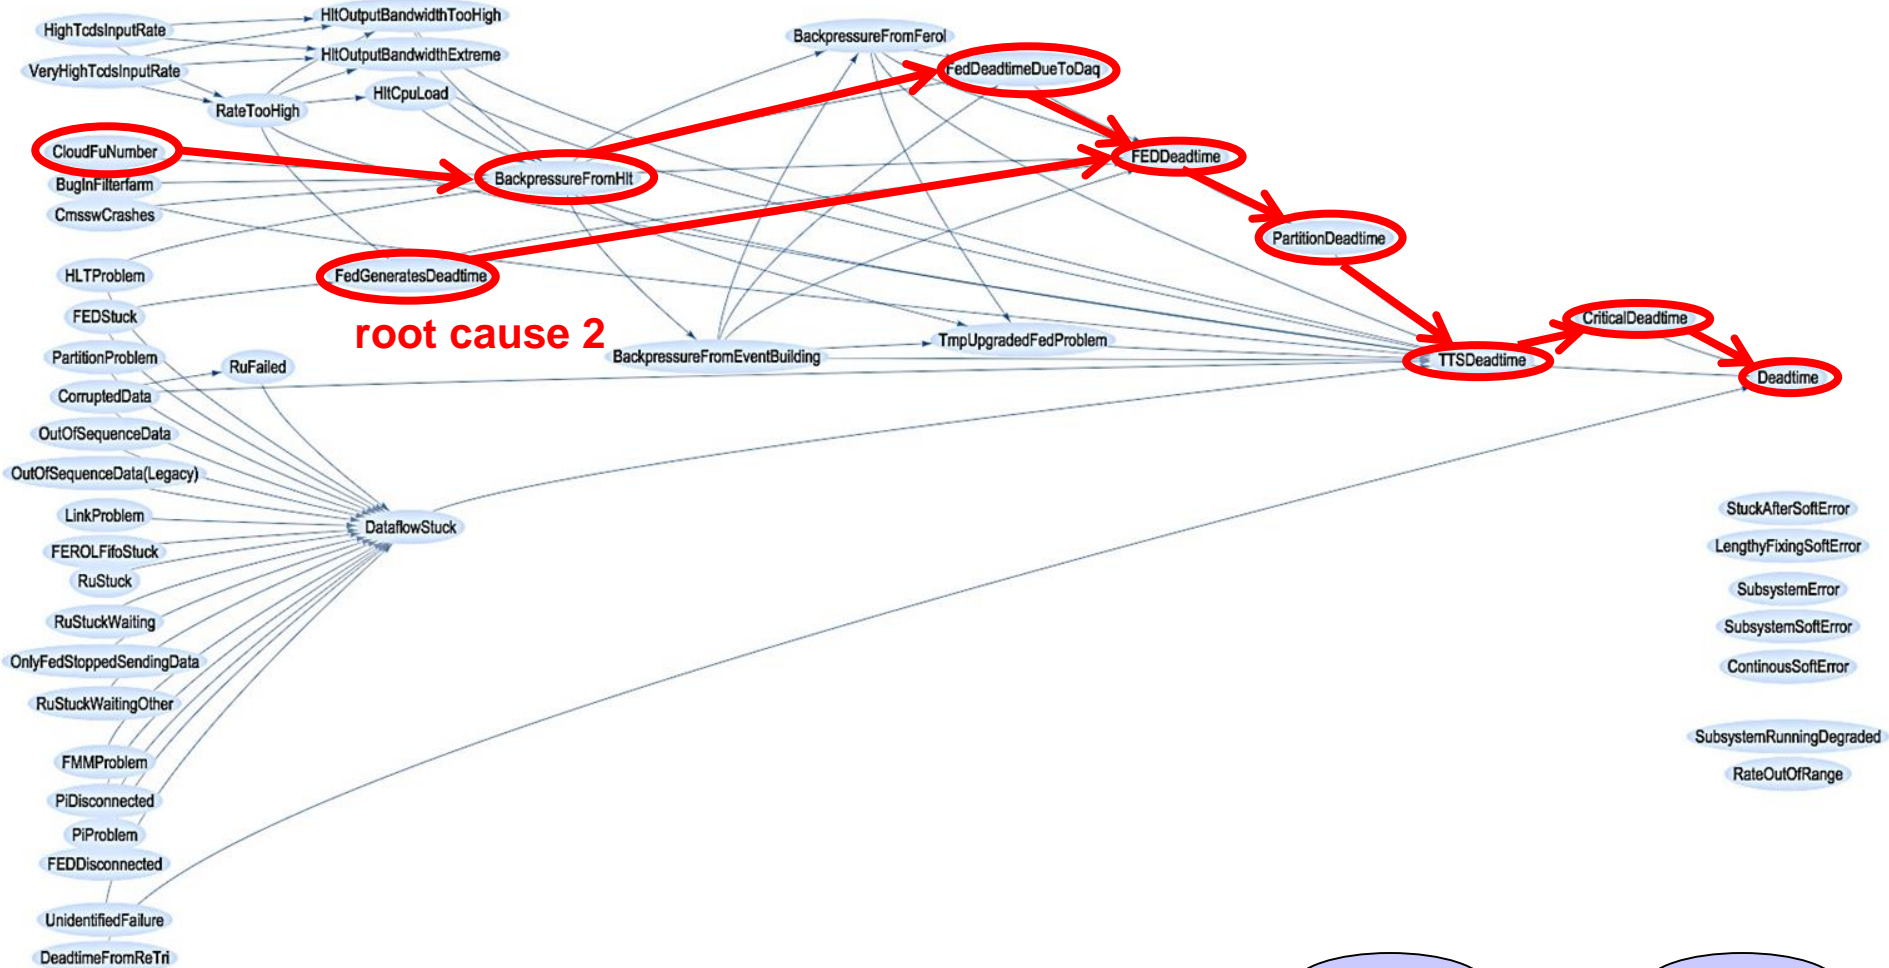 HighTcdsInputRate
VeryHighTcdsInputRate
HltOutputBandwidthTooHigh
HltOutputBandwidthExtreme
HltCpuLoad
RateTooHigh
BackpressureFromFerol
FedDeadtimeDueToDaq
CloudFuNumber
BugInFilterfarm
CmsswCrashes
BackpressureFromHlt
FEDDeadtime
PartitionDeadtime
HLTProblem
FedGeneratesDeadtime
FEDStuck
root cause 2
PartitionProblem
RuFailed
BackpressureFromEventBuilding
TmpUpgradedFedProblem
CriticalDeadtime
TTSDeadtime
Deadtime
CorruptedData
OutOfSequenceData
OutOfSequenceData(Legacy)
LinkProblem
DataflowStuck
FEROLFifoStuck
RuStuck
RuStuckWaiting
OnlyFedStoppedSendingData
RuStuckWaitingOther
FMMProblem
PiDisconnected
PiProblem
FEDDisconnected
UnidentifiedFailure
DeadtimeFromReTri
StuckAfterSoftError
LengthyFixingSoftError
SubsystemError
SubsystemSoftError
ContinousSoftError
SubsystemRunningDegraded
RateOutOfRange